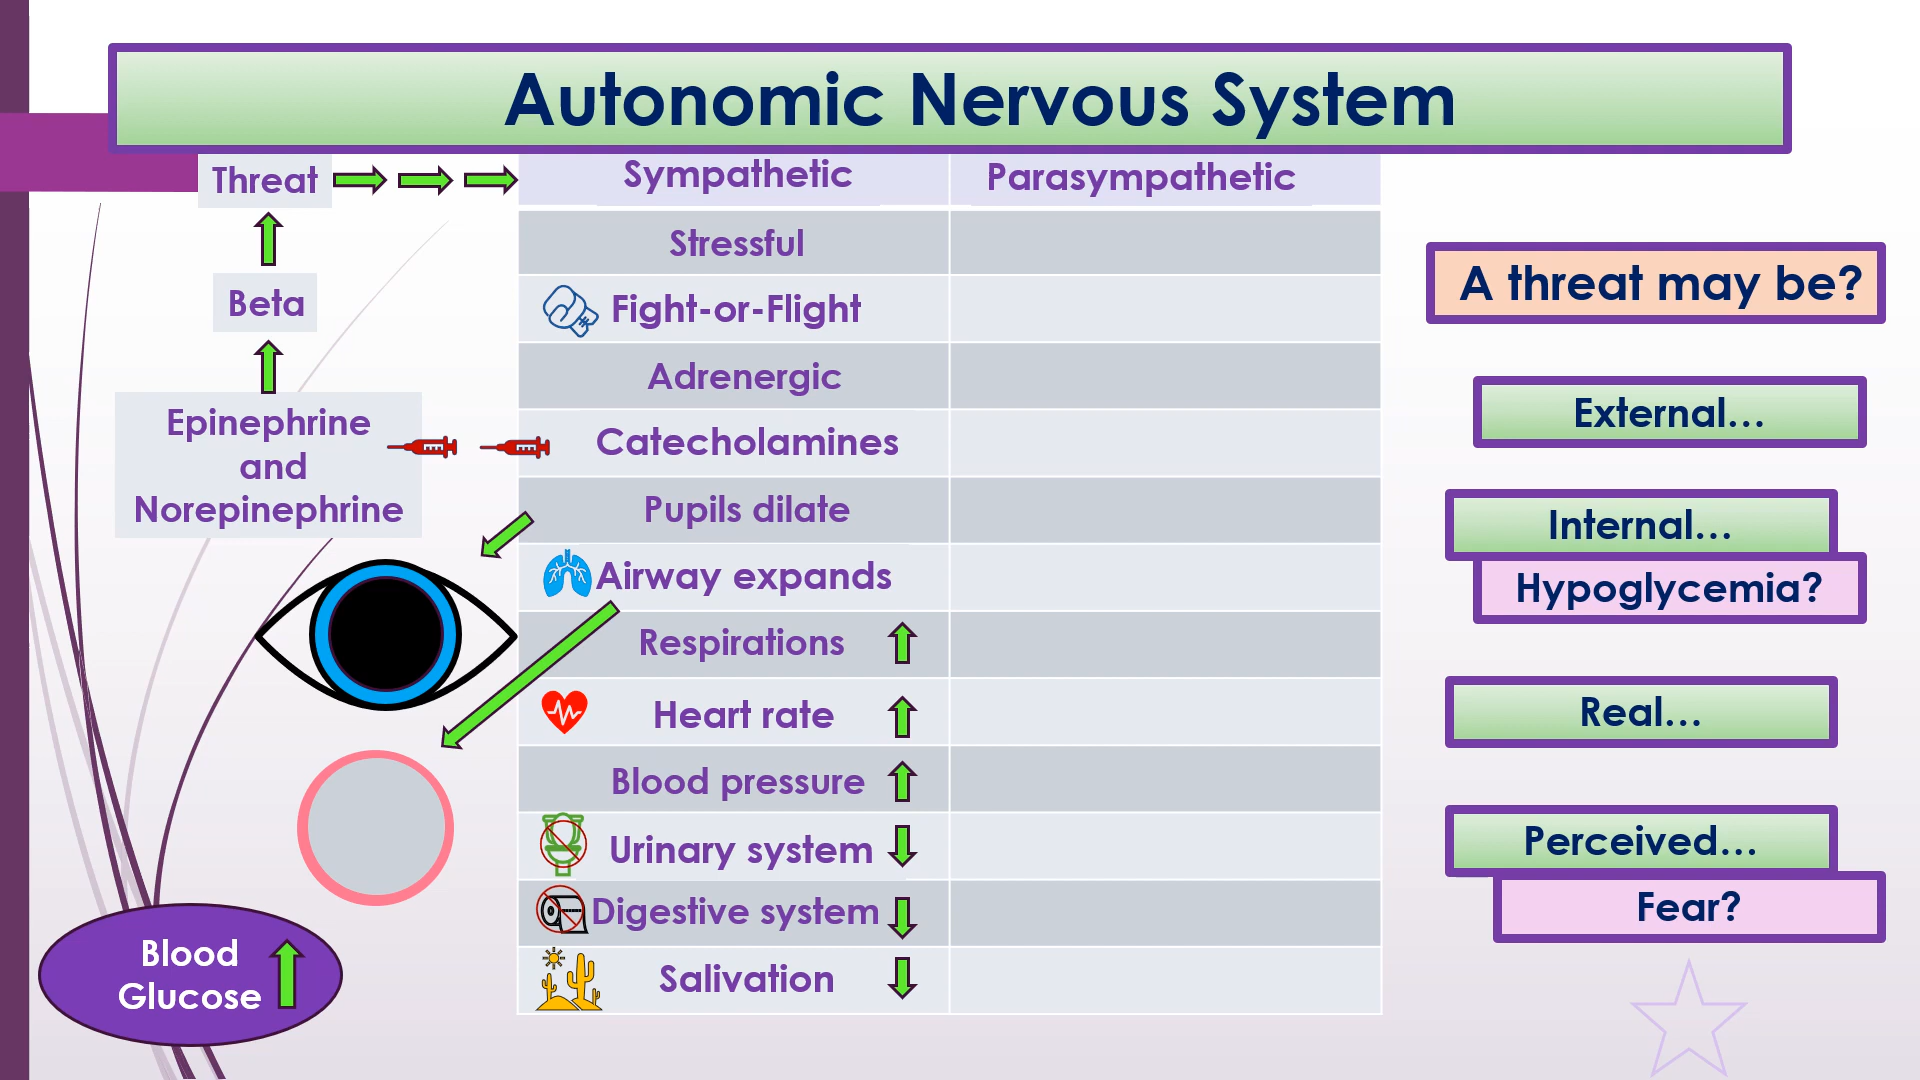 Autonomic Nervous System
Threat
Sympathetic
Parasympathetic
Beta
Epinephrine
and
Norepinephrine
Stressful
Fight-or-Flight
Adrenergic
Catecholamines
Pupils dilate
Airway expands
Respirations
Heart rate
Blood pressure
Urinary system
Digestive system
Salivation
Blood
Glucose
A threat may be?
External…
Internal…
Hypoglycemia?
Real…
Perceived…
Fear?